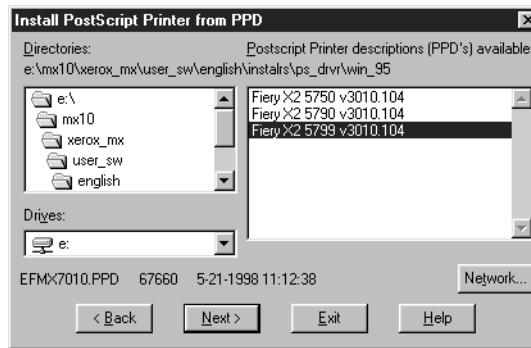 Install PostScript Printer from PPD
Directories:
Postscript Printer descriptions (PPD's) available
e:\mx10\xerox_mx\user_sw\english\instalrs\ps_drvr\win_95
e:\
mx10
xerox_mx
user_sw
english
Fiery X2 5750 v3010.104
Fiery X2 5790 v3010.104
Fiery X2 5799 v3010.104
Drives:
e:
EFMX7010.PPD 67660 5-21-1998 11:12:38
Network...
< Back
Next >
Exit
Help